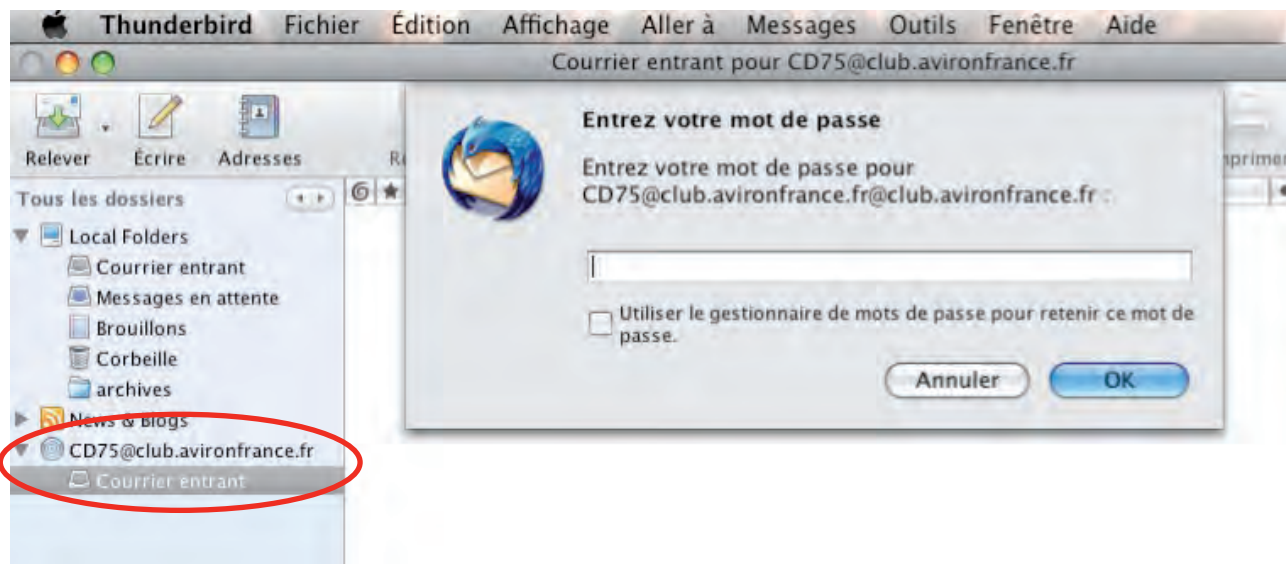 Thunderbird Fichier Édition Affichage Aller à Messages Outils Fenêtre Aide
Courrier entrant pour CD75@club.avironfrance.fr
Relever Écrire Adresses
Tous les dossiers
Local Folders
Courrier entrant
Messages en attente
Brouillons
Corbeille
archives
News & Blogs
CD75@club.avironfrance.fr
Courrier entrant
Entrez votre mot de passe
Entrez votre mot de passe pour
CD75@club.avironfrance.fr@club.avironfrance.fr :
Utiliser le gestionnaire de mots de passe pour retenir ce mot de
passe.
Annuler OK